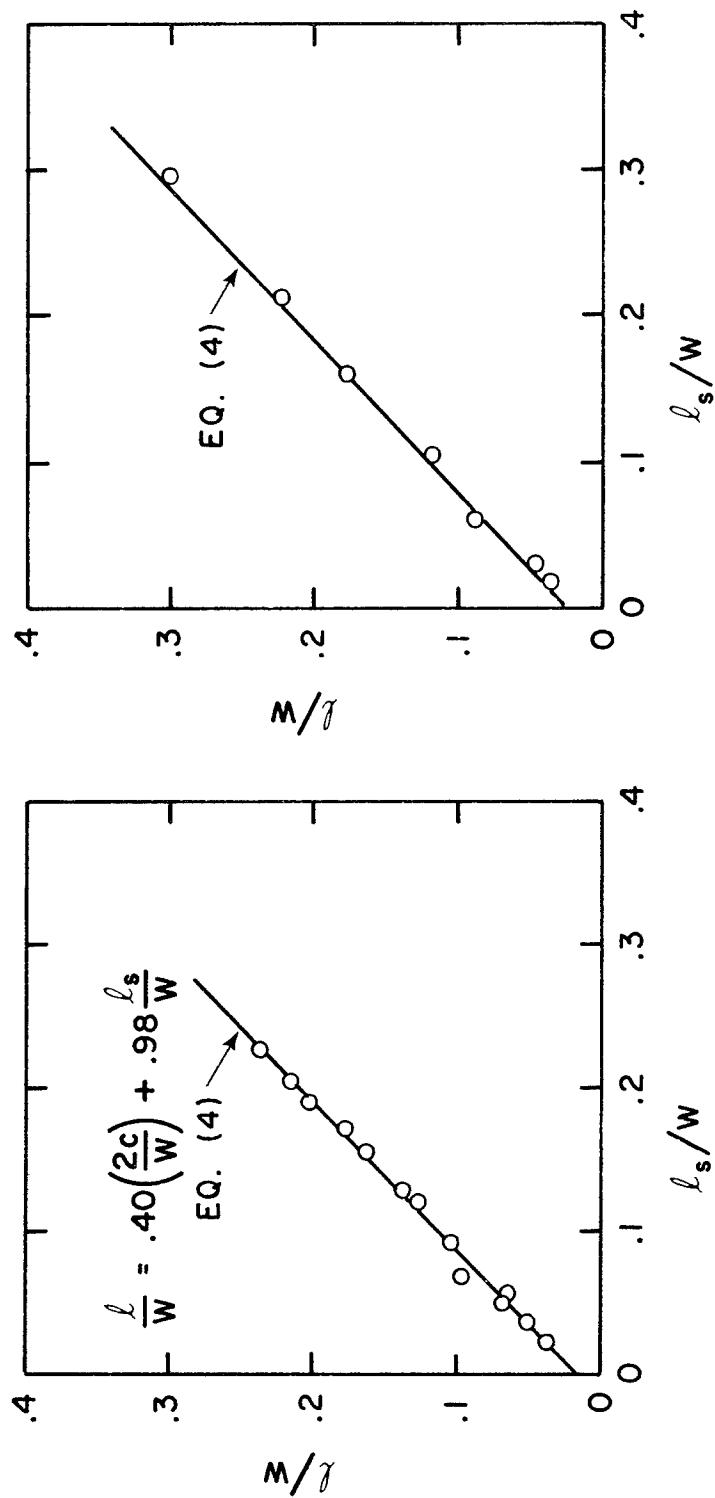 ℓ/W = .40(2c/W) + .98 ℓs/W
EQ. (4)
.4
.3
.2
.1
0
ℓ/W
0
.1
.2
.3
.4
ℓs/W
EQ. (4)
.4
.3
.2
.1
0
ℓ/W
0
.1
.2
.3
.4
ℓs/W